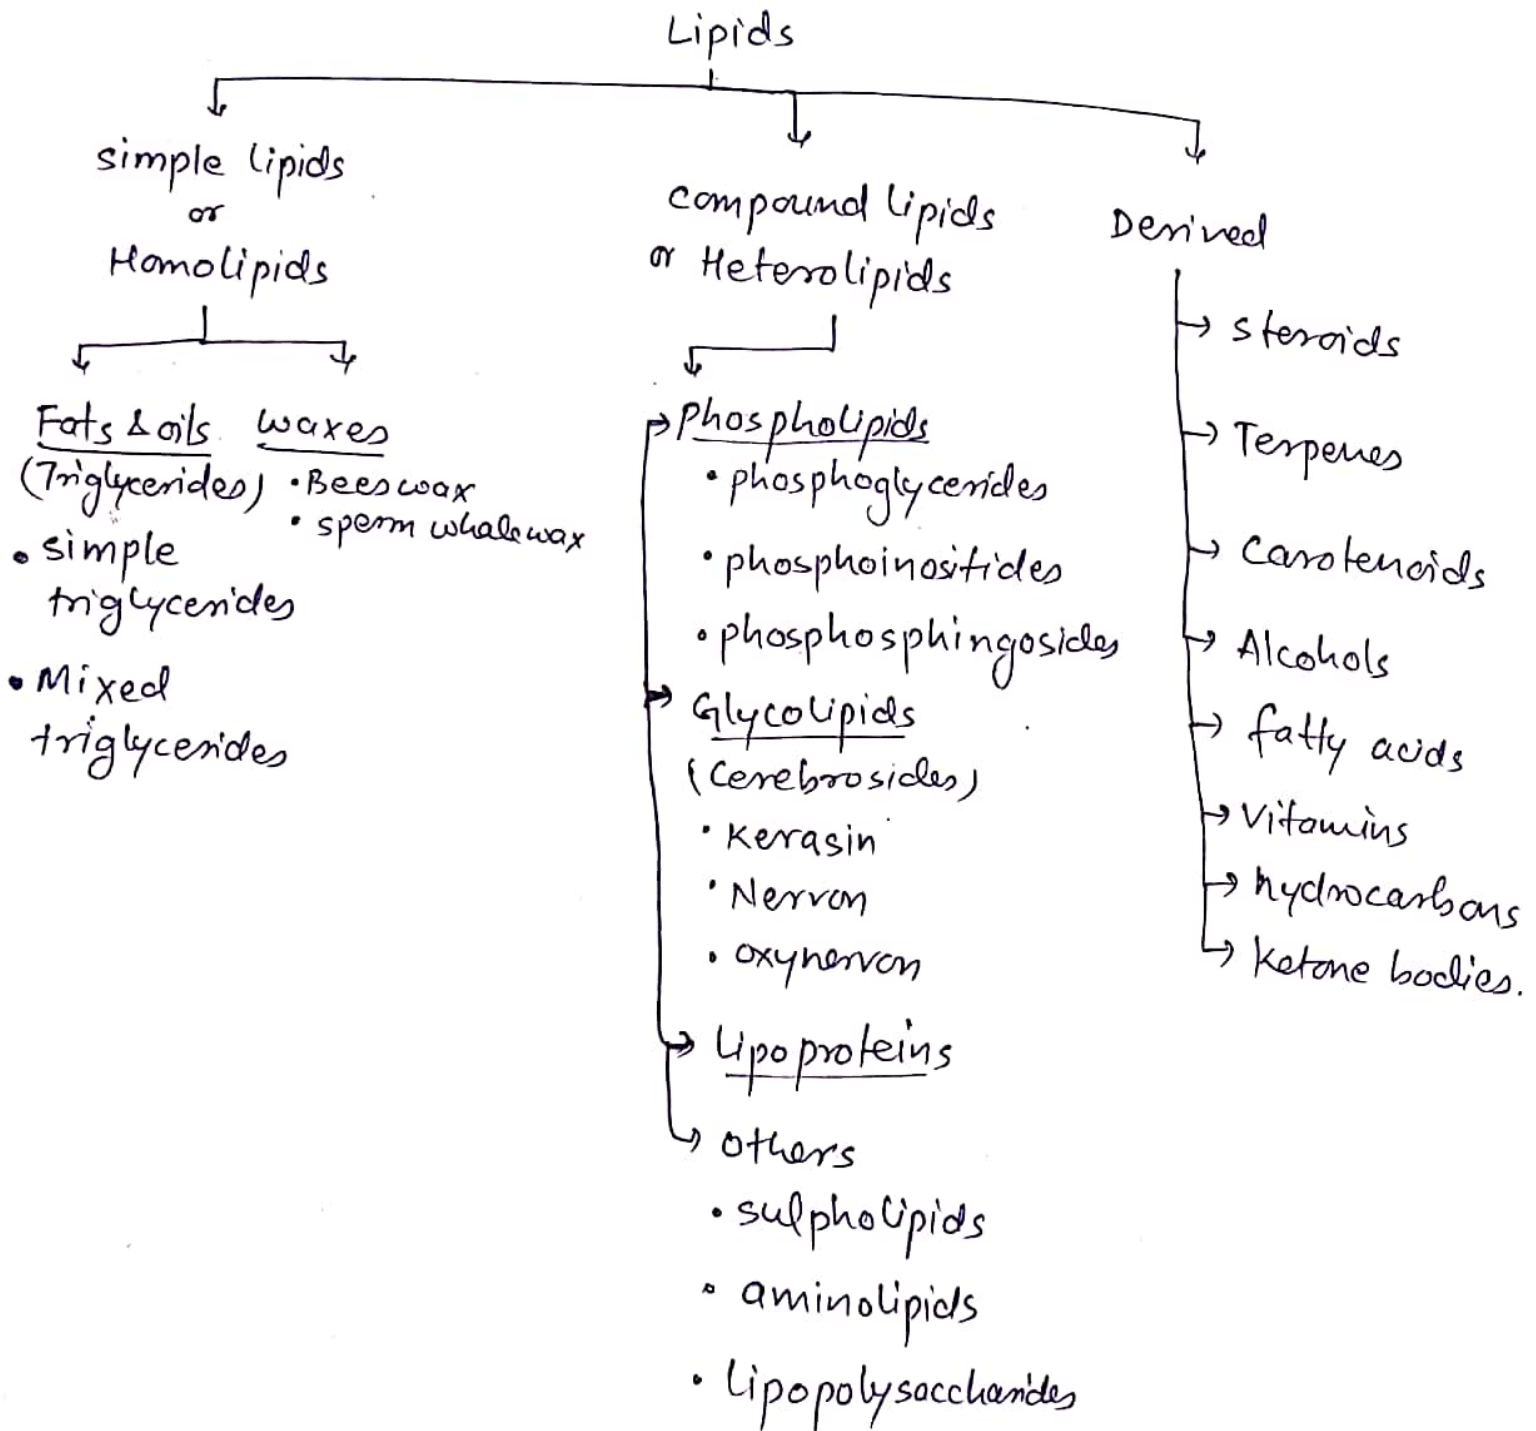 Lipids
simple lipids
or
Homolipids
Fats & oils
(Triglycerides)
• simple
triglycerides
• Mixed
triglycerides
waxes
• Bees wax
• sperm whale wax
compound lipids
or Heterolipids
Phospholipids
• phosphoglycerides
• phosphoinositides
• phosphosphingosides
Glycolipids
(Cerebrosides)
• Kerasin
• Nervon
• oxynervon
Lipoproteins
others
• sulpholipids
• aminolipids
• Lipopolysaccharides
Derived
steroids
Terpenes
Carotenoids
Alcohols
fatty acids
Vitamins
hydrocarbons
Ketone bodies.